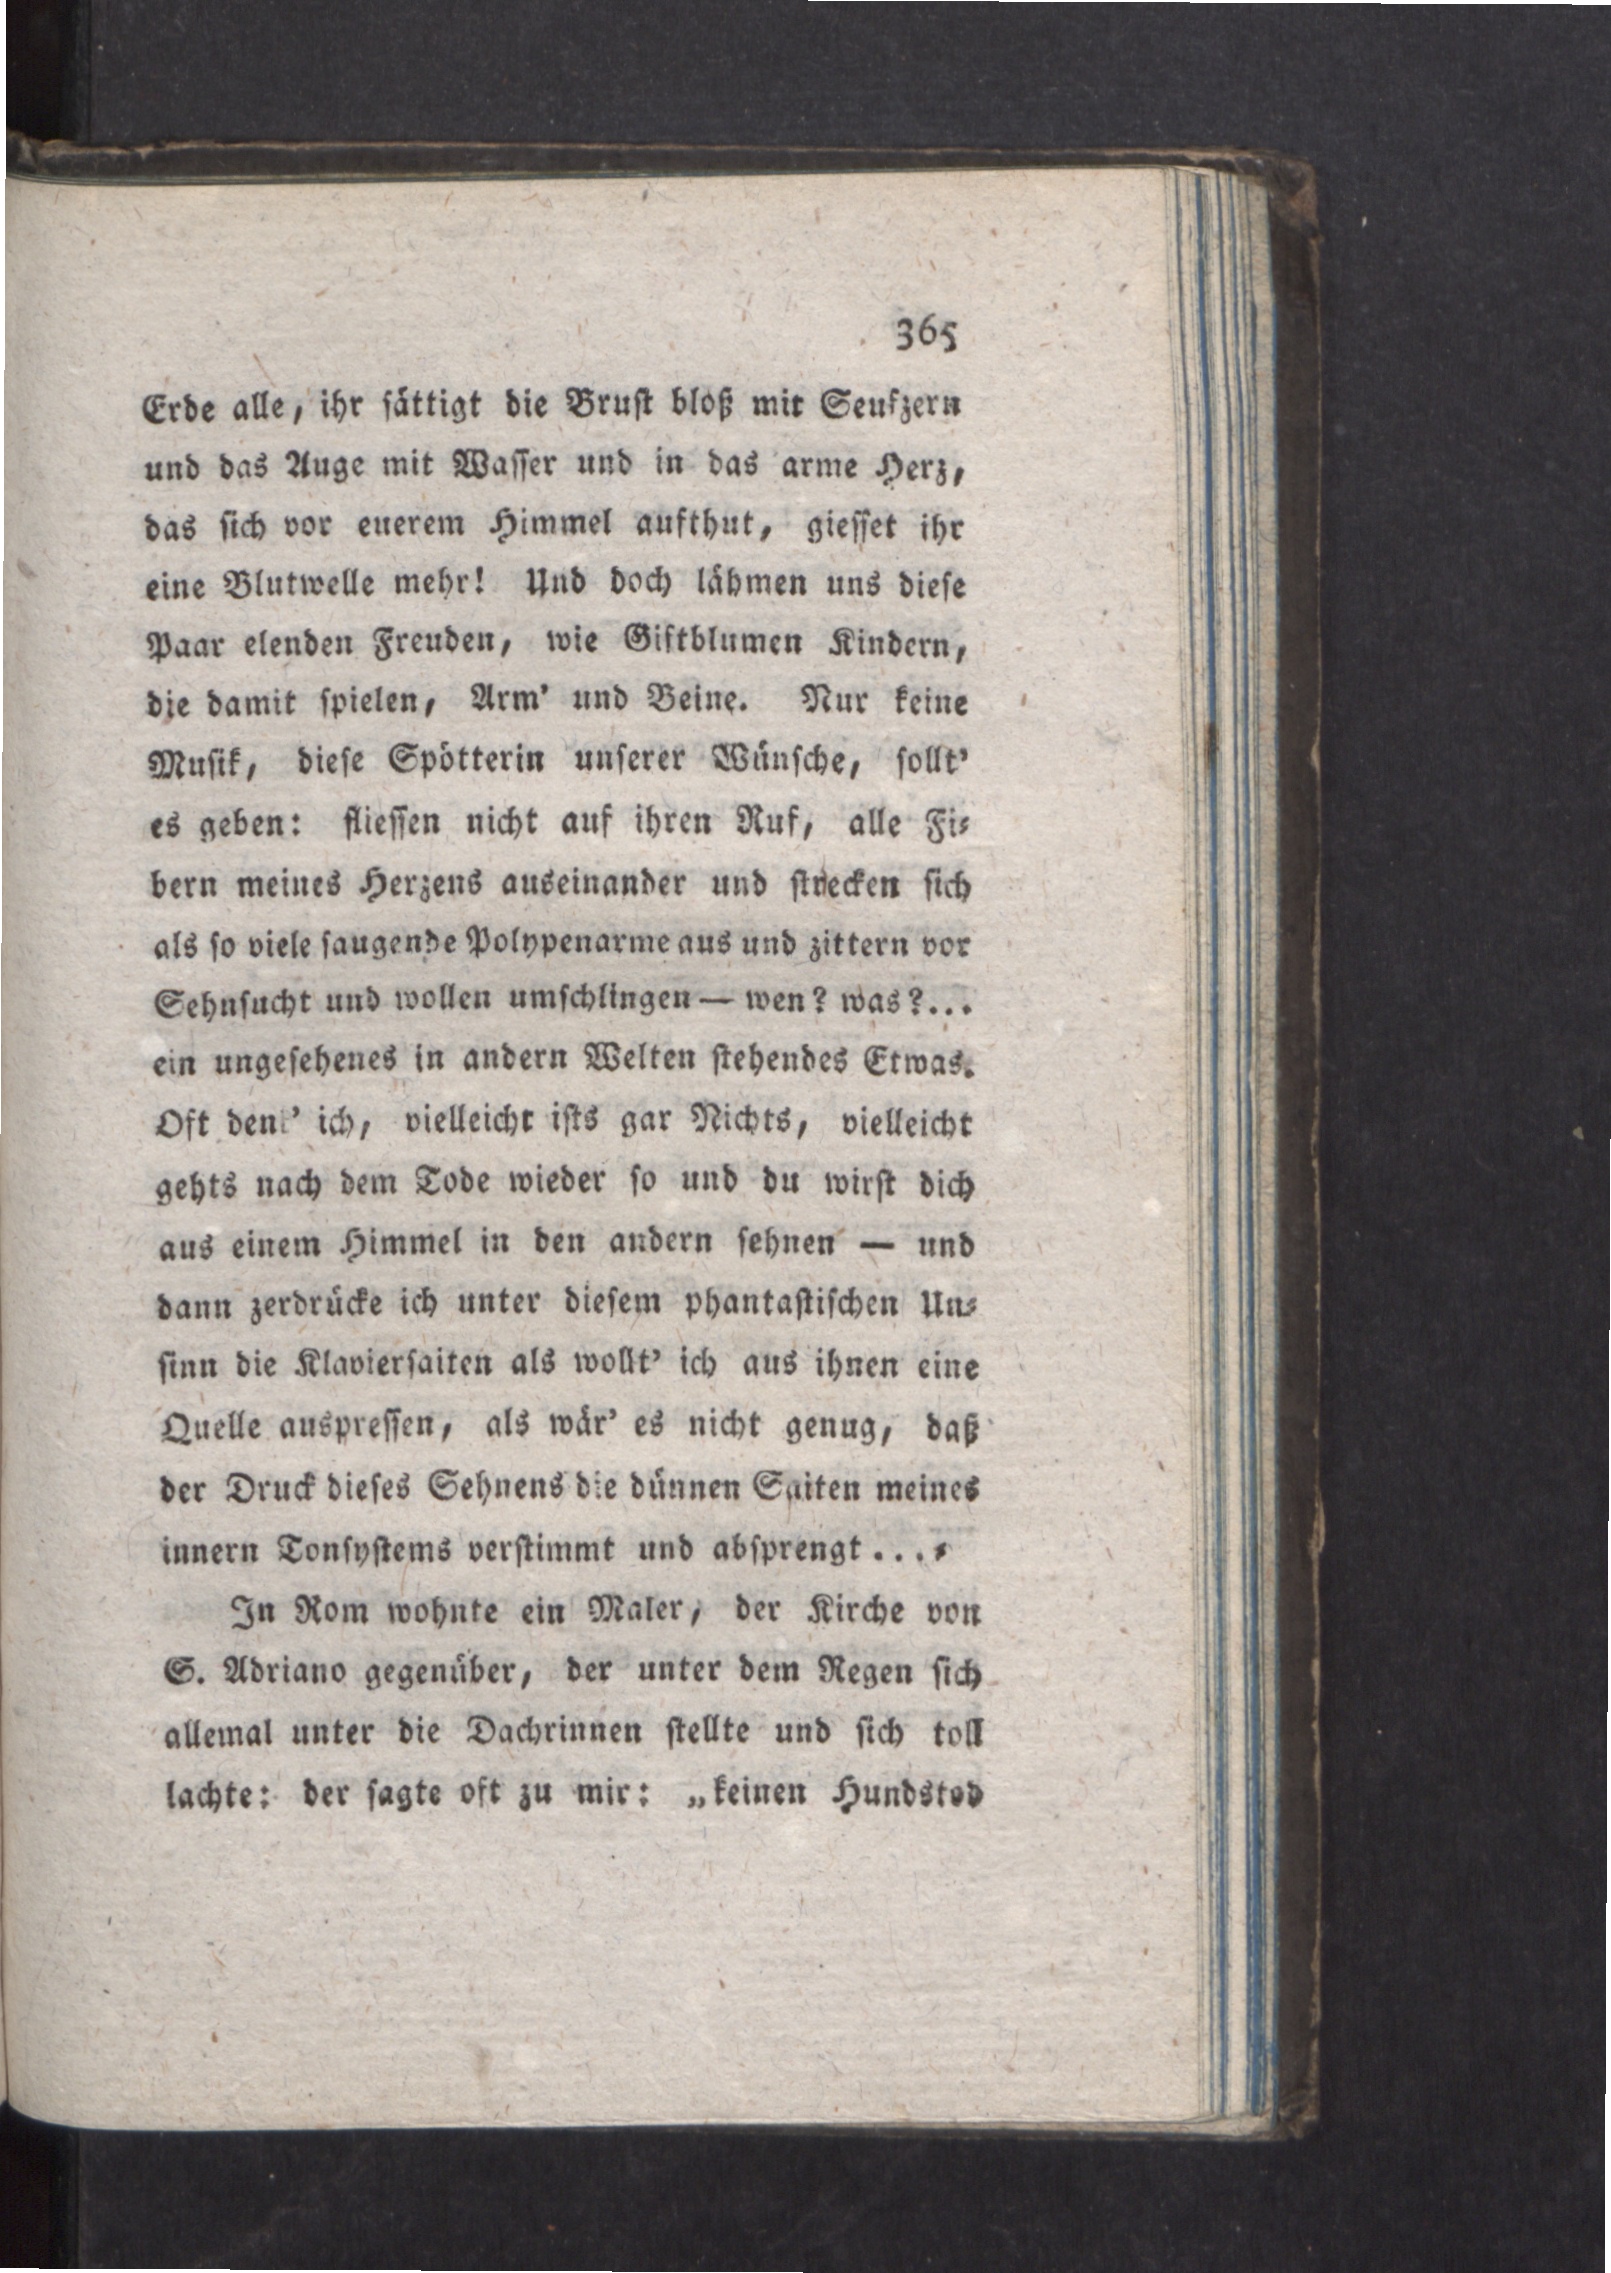 365
Erde alle, ihr ſättigt die Bruſt bloß mit Seufzern
und das Auge mit Waſſer und in das arme Herz,
das ſich vor euerem Himmel aufthut, gieſſet ihr
eine Blutwelle mehr! Und doch lähmen uns dieſe
Paar elenden Freuden, wie Giftblumen Kindern,
die damit ſpielen, Arm' und Beine. Nur keine
Muſik, dieſe Spötterin unſerer Wünſche, ſollt'
es geben: flieſſen nicht auf ihren Ruf, alle Fi⸗
bern meines Herzens auseinander und ſtrecken ſich
als ſo viele ſaugende Polypenarme aus und zittern vor
Sehnſucht und wollen umſchlingen — wen? was?...
ein ungeſehenes in andern Welten ſtehendes Etwas.
Oft denk' ich, vielleicht iſts gar Nichts, vielleicht
gehts nach dem Tode wieder ſo und du wirſt dich
aus einem Himmel in den andern ſehnen — und
dann zerdrücke ich unter dieſem phantaſtiſchen Un⸗
ſinn die Klavierſaiten als wollt' ich aus ihnen eine
Quelle auspreſſen, als wär' es nicht genug, daß
der Druck dieſes Sehnens die dünnen Saiten meines
innern Tonſyſtems verſtimmt und abſprengt ....
In Rom wohnte ein Maler, der Kirche von
S. Adriano gegenüber, der unter dem Regen ſich
allemal unter die Dachrinnen ſtellte und ſich toll
lachte: der ſagte oft zu mir: „keinen Hundstod